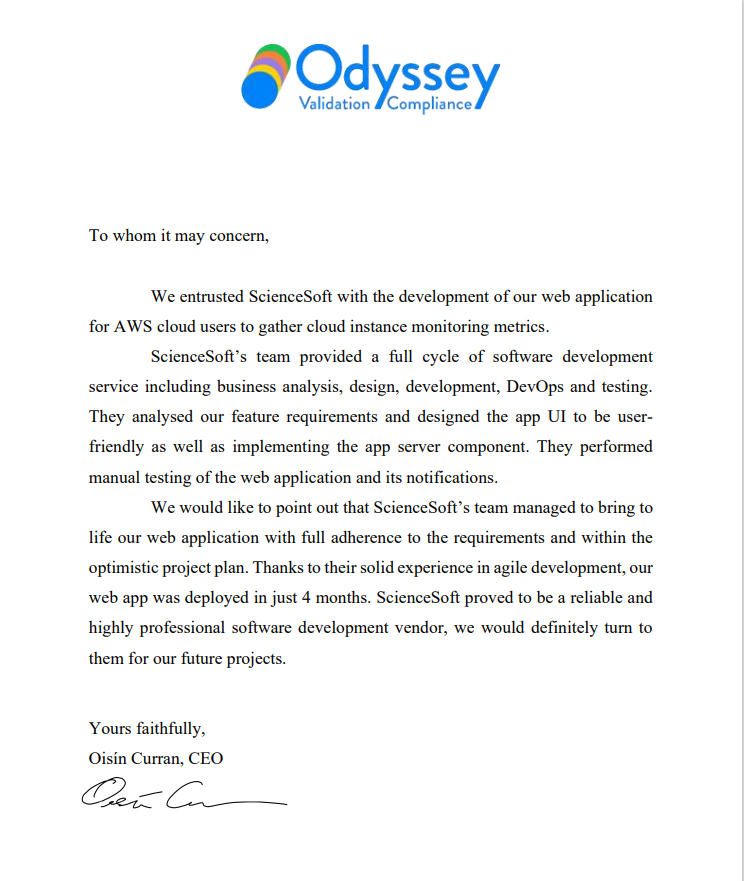 Odyssey
Validation Compliance
To whom it may concern,
We entrusted ScienceSoft with the development of our web application
for AWS cloud users to gather cloud instance monitoring metrics.
ScienceSoft’s team provided a full cycle of software development
service including business analysis, design, development, DevOps and testing.
They analysed our feature requirements and designed the app UI to be user-
friendly as well as implementing the app server component. They performed
manual testing of the web application and its notifications.
We would like to point out that ScienceSoft’s team managed to bring to
life our web application with full adherence to the requirements and within the
optimistic project plan. Thanks to their solid experience in agile development, our
web app was deployed in just 4 months. ScienceSoft proved to be a reliable and
highly professional software development vendor, we would definitely turn to
them for our future projects.
Yours faithfully,
Oisín Curran, CEO